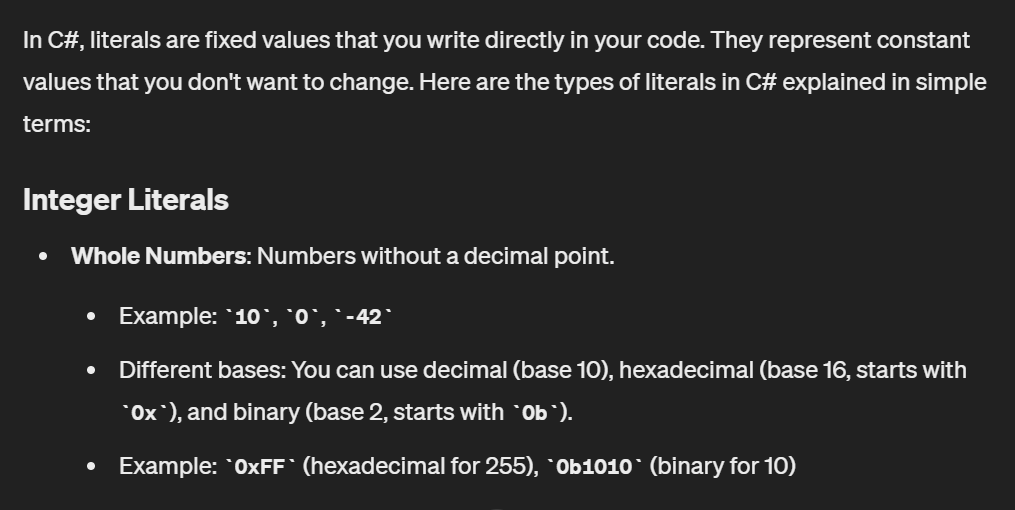 In C#, literals are fixed values that you write directly in your code. They represent constant
values that you don't want to change. Here are the types of literals in C# explained in simple
terms:
Integer Literals
• Whole Numbers: Numbers without a decimal point.
• Example: `10`, `0`, `-42`
• Different bases: You can use decimal (base 10), hexadecimal (base 16, starts with
`0x`), and binary (base 2, starts with `0b`).
• Example: `0xFF` (hexadecimal for 255), `0b1010` (binary for 10)